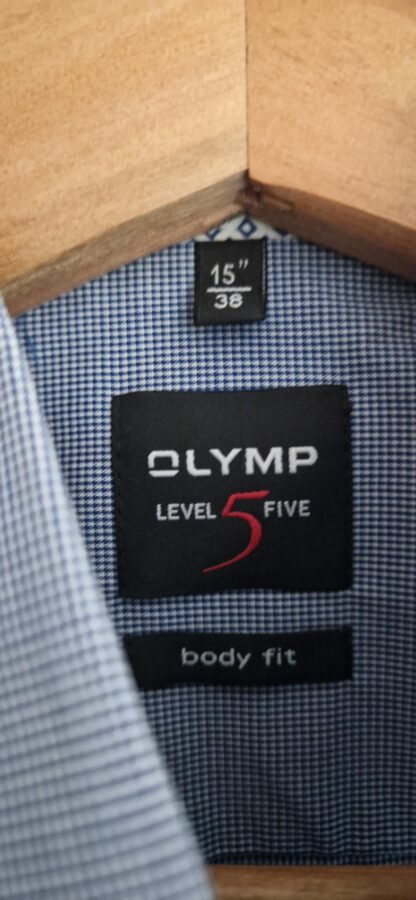 15"
38
OLYMP
LEVEL 5 FIVE
body fit